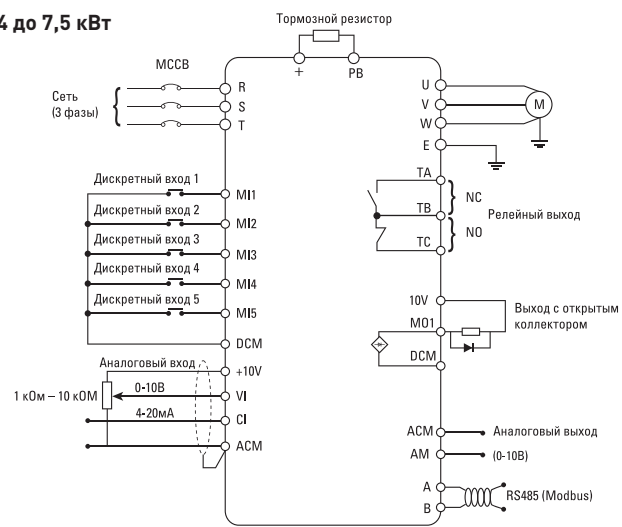 4 до 7,5 кВт
Тормозной резистор
+
PB
МССВ
Сеть
(3 фазы)
R
S
T
U
V
W
E
M
Дискретный вход 1
MI1
Дискретный вход 2
MI2
Дискретный вход 3
MI3
Дискретный вход 4
MI4
Дискретный вход 5
MI5
DCM
TA
NC
TB
Релейный выход
NO
TC
10V
Выход с открытым
коллектором
MO1
DCM
Аналоговый вход
+10V
1 кОм – 10 кОМ
0-10В
VI
4-20мА
CI
ACM
ACM
Аналоговый выход
AM
(0-10В)
A
RS485 (Modbus)
B